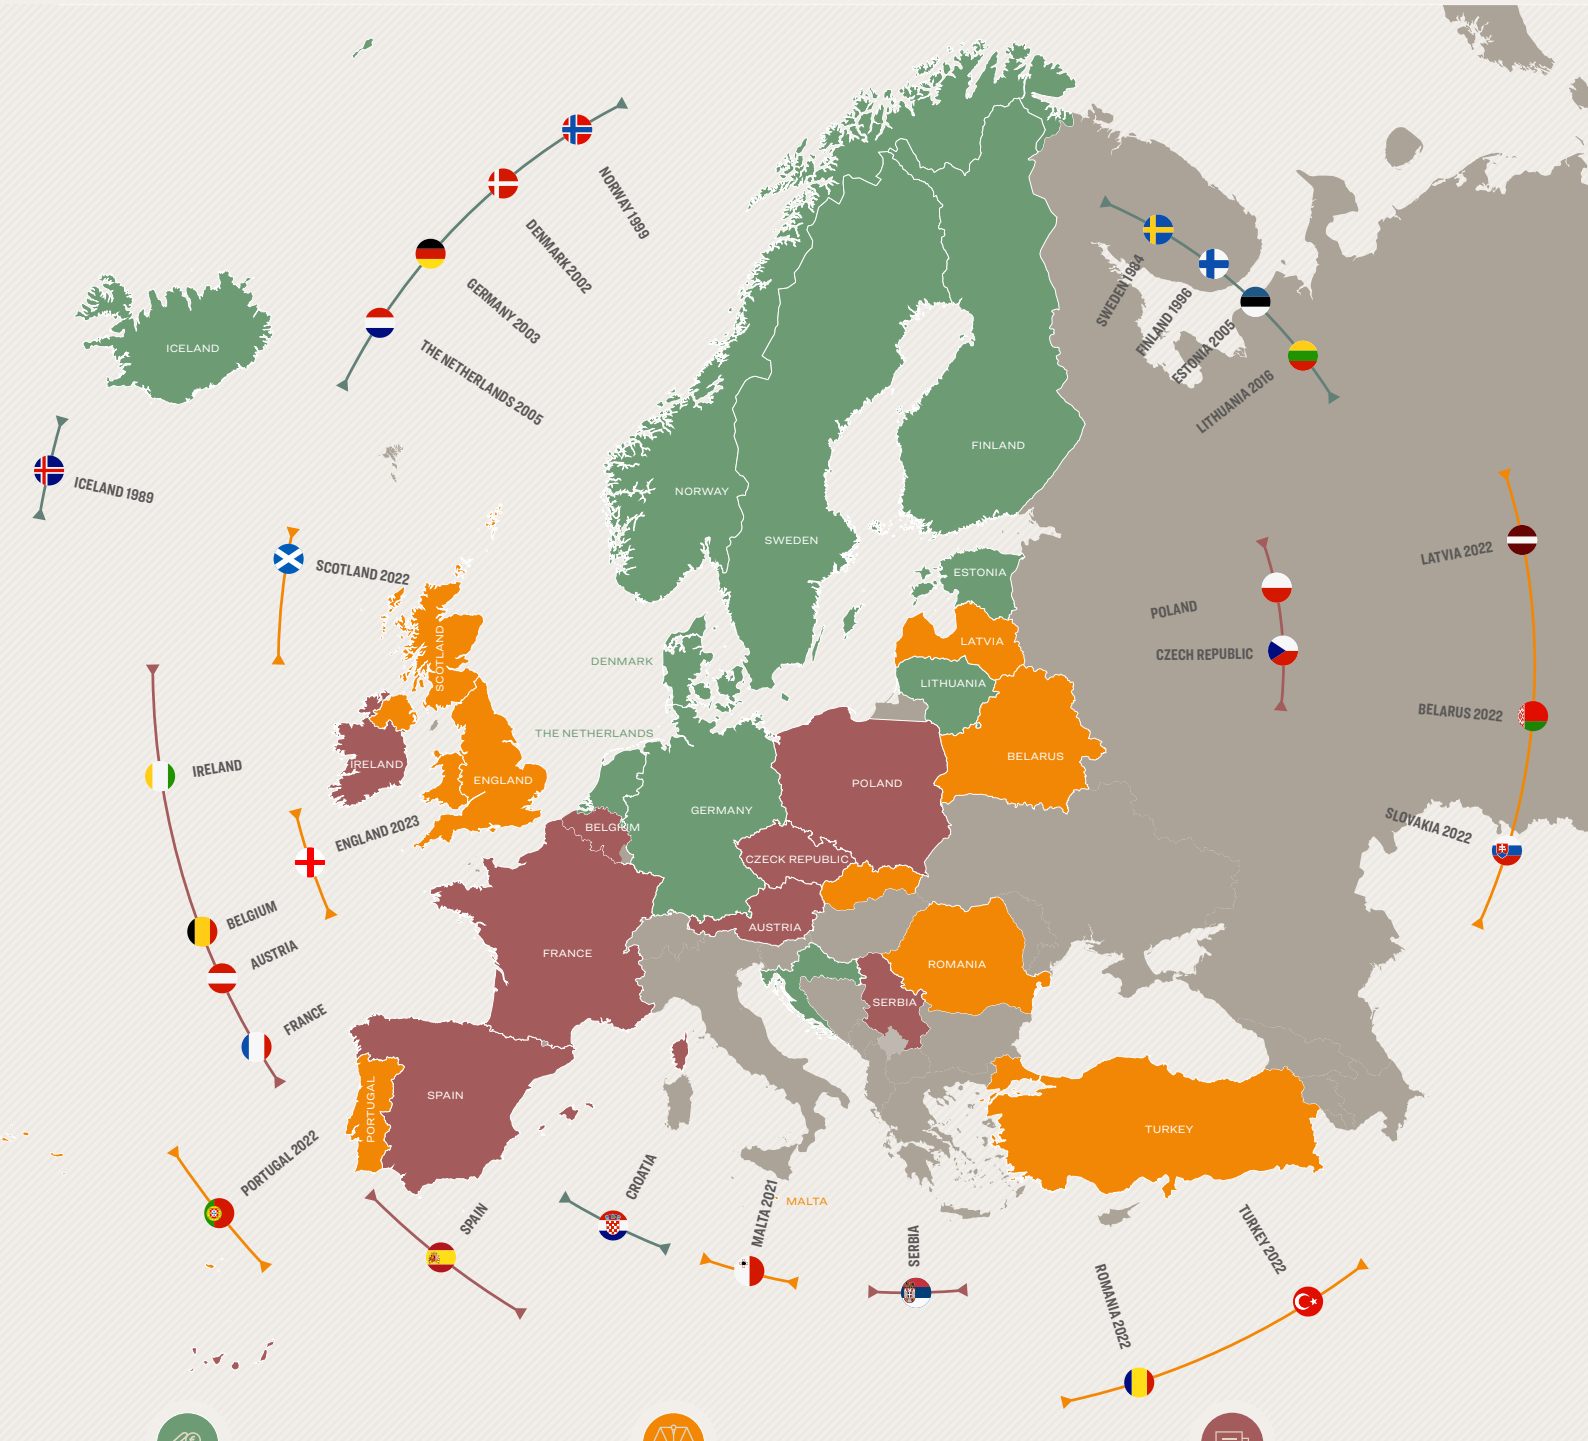 NORWAY 1999
DENMARK 2002
GERMANY 2003
THE NETHERLANDS 2005
SWEDEN 1984
FINLAND 1996
ESTONIA 2005
LITHUANIA 2016
ICELAND
ICELAND 1989
FINLAND
NORWAY
SWEDEN
SCOTLAND 2022
ESTONIA
LATVIA 2022
POLAND
CZECH REPUBLIC
SCOTLAND
DENMARK
LATVIA
LITHUANIA
BELARUS 2022
THE NETHERLANDS
IRELAND
IRELAND
ENGLAND
BELARUS
POLAND
GERMANY
ENGLAND 2023
BELGIUM
SLOVAKIA 2022
CZECK REPUBLIC
BELGIUM
AUSTRIA
AUSTRIA
FRANCE
ROMANIA
SERBIA
FRANCE
SPAIN
PORTUGAL
TURKEY
PORTUGAL 2022
SPAIN
CROATIA
MALTA 2021
MALTA
SERBIA
TURKEY 2022
ROMANIA 2022